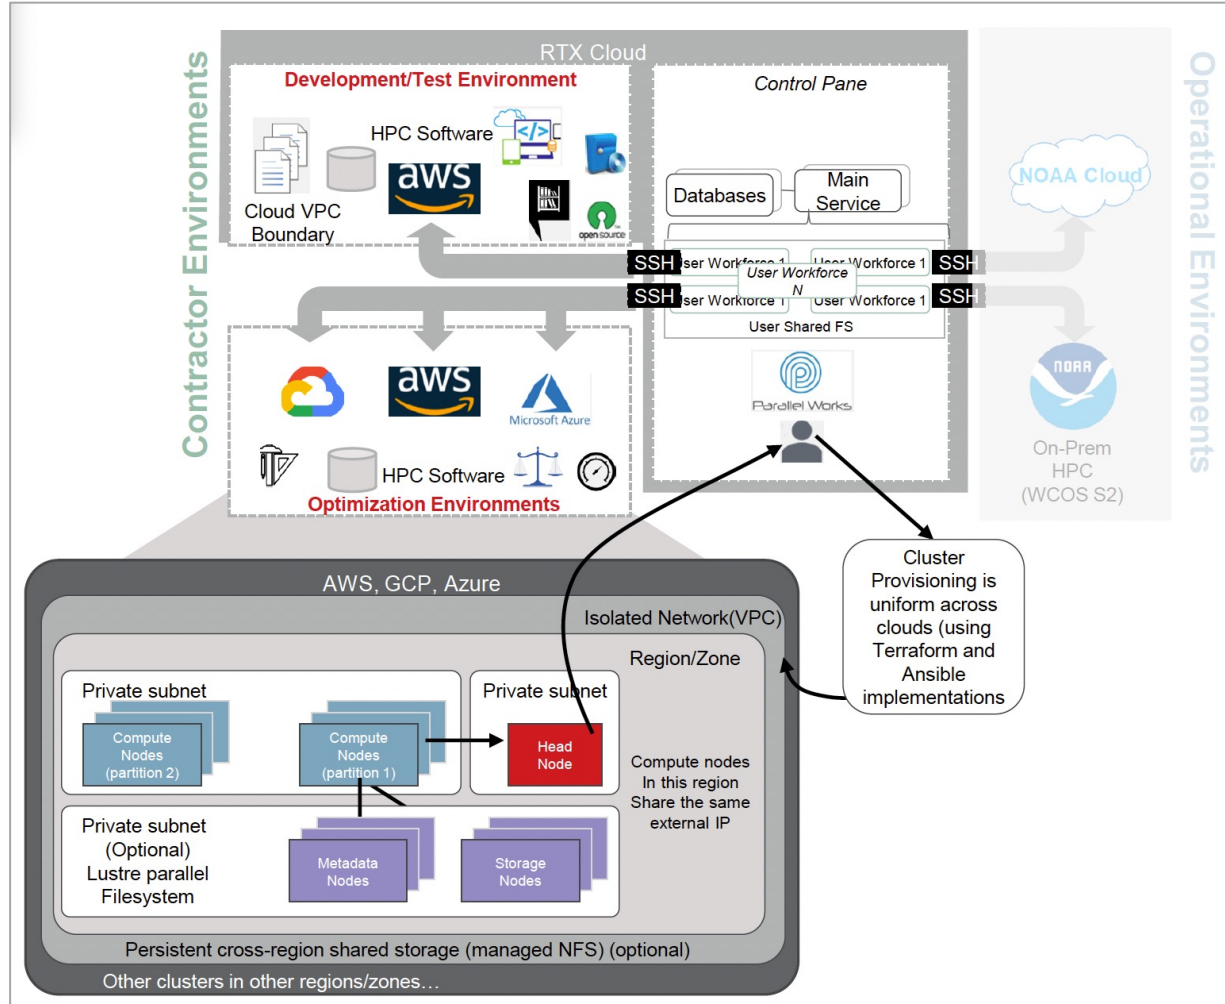 RTX Cloud
Contractor Environments
Operational Environments
Development/Test Environment
HPC Software
aws
Cloud VPC
Boundary
open source
Control Pane
Databases
Main
Service
SSH
User Workforce 1
User Workforce 1
SSH
User Workforce
N
SSH
User Workforce 1
User Workforce 1
SSH
User Shared FS
Parallel Works
NOAA Cloud
NOAA
On-Prem
HPC
(WCOS S2)
aws
Microsoft Azure
HPC Software
Optimization Environments
Cluster
Provisioning is
uniform across
clouds (using
Terraform and
Ansible
implementations
AWS, GCP, Azure
Isolated Network(VPC)
Region/Zone
Private subnet
Compute
Nodes
(partition 2)
Compute
Nodes
(partition 1)
Private subnet
Head
Node
Compute nodes
In this region
Share the same
external IP
Private subnet
(Optional)
Lustre parallel
Filesystem
Metadata
Nodes
Storage
Nodes
Persistent cross-region shared storage (managed NFS) (optional)
Other clusters in other regions/zones…